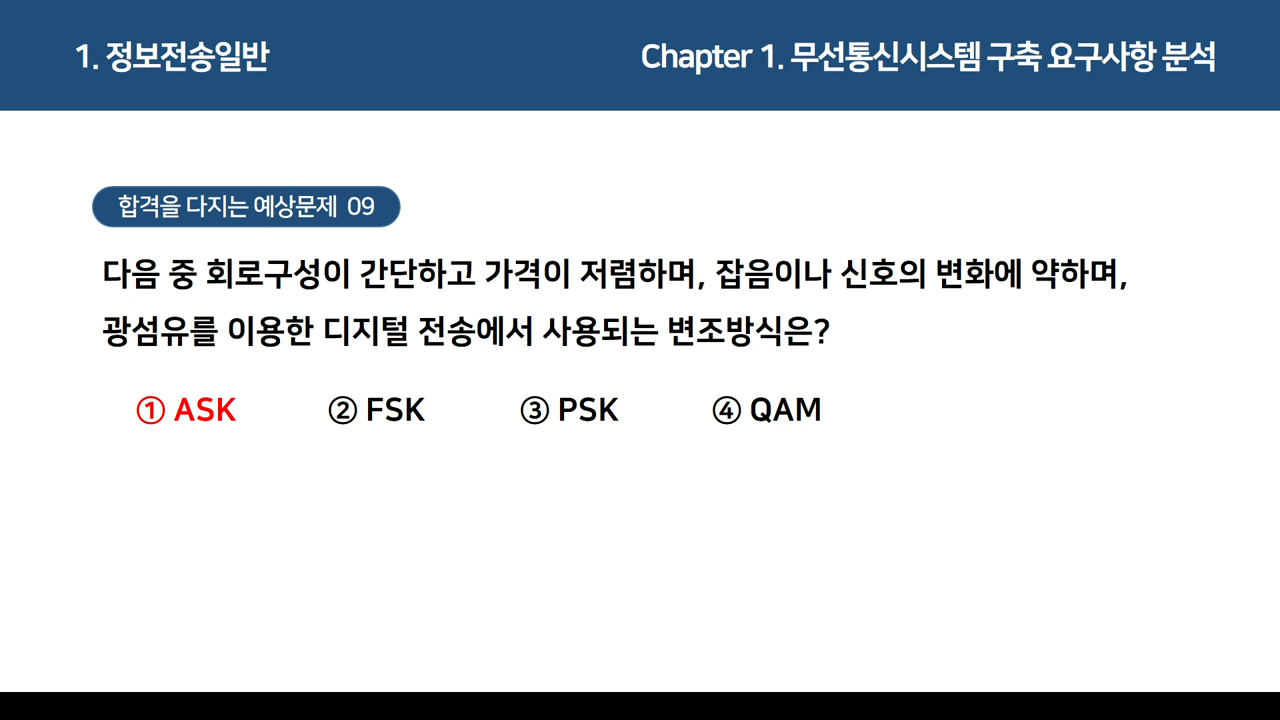 1. 정보전송일반
Chapter 1. 무선통신시스템 구축 요구사항 분석
합격을 다지는 예상문제 09
다음 중 회로구성이 간단하고 가격이 저렴하며, 잡음이나 신호의 변화에 약하며,
광섬유를 이용한 디지털 전송에서 사용되는 변조방식은?
① ASK ② FSK ③ PSK ④ QAM